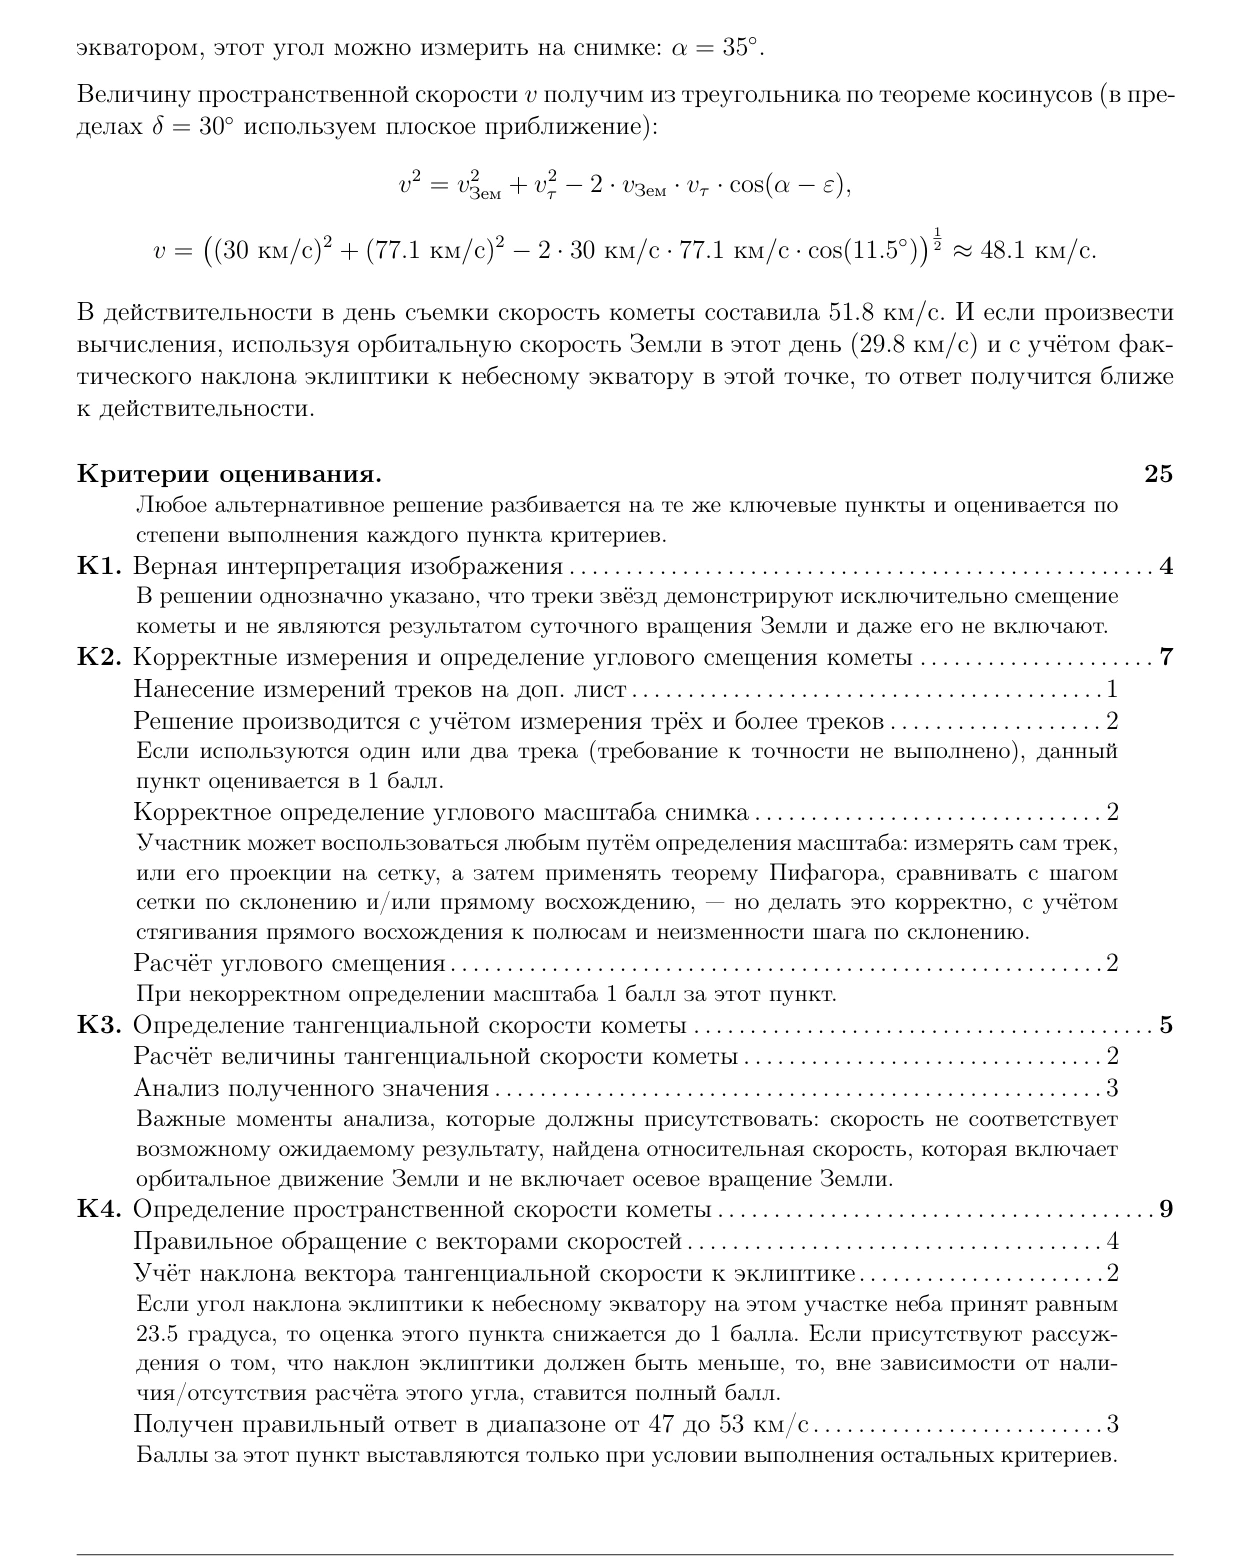 экватором, этот угол можно измерить на снимке: α = 35°.
Величину пространственной скорости v получим из треугольника по теореме косинусов (в пре-
делах δ = 30° используем плоское приближение):
v² = v²_Зем + v²_τ − 2 · v_Зем · v_τ · cos(α − ε),
v = ((30 км/с)² + (77.1 км/с)² − 2 · 30 км/с · 77.1 км/с · cos(11.5°))^(1/2) ≈ 48.1 км/с.
В действительности в день съемки скорость кометы составила 51.8 км/с. И если произвести
вычисления, используя орбитальную скорость Земли в этот день (29.8 км/с) и с учётом фак-
тического наклона эклиптики к небесному экватору в этой точке, то ответ получится ближе
к действительности.
Критерии оценивания. 25
Любое альтернативное решение разбивается на те же ключевые пункты и оценивается по
степени выполнения каждого пункта критериев.
K1. Верная интерпретация изображения . . . . . . . . . . . . . . . . . . . . 4
В решении однозначно указано, что треки звёзд демонстрируют исключительно смещение
кометы и не являются результатом суточного вращения Земли и даже его не включают.
K2. Корректные измерения и определение углового смещения кометы . . . . . . . . . . 7
Нанесение измерений треков на доп. лист . . . . . . . . . . . . . . . . . . . . 1
Решение производится с учётом измерения трёх и более треков . . . . . . . . . . 2
Если используются один или два трека (требование к точности не выполнено), данный
пункт оценивается в 1 балл.
Корректное определение углового масштаба снимка . . . . . . . . . . . . . . . 2
Участник может воспользоваться любым путём определения масштаба: измерять сам трек,
или его проекции на сетку, а затем применять теорему Пифагора, сравнивать с шагом
сетки по склонению и/или прямому восхождению, — но делать это корректно, с учётом
стягивания прямого восхождения к полюсам и неизменности шага по склонению.
Расчёт углового смещения . . . . . . . . . . . . . . . . . . . . 2
При некорректном определении масштаба 1 балл за этот пункт.
K3. Определение тангенциальной скорости кометы . . . . . . . . . . . . . . . . . . . . 5
Расчёт величины тангенциальной скорости кометы . . . . . . . . . . . . . . . 2
Анализ полученного значения . . . . . . . . . . . . . . . . . . . . 3
Важные моменты анализа, которые должны присутствовать: скорость не соответствует
возможному ожидаемому результату, найдена относительная скорость, которая включает
орбитальное движение Земли и не включает осевое вращение Земли.
K4. Определение пространственной скорости кометы . . . . . . . . . . . . . . . . . . . . 9
Правильное обращение с векторами скоростей . . . . . . . . . . . . . . . . . . . . 4
Учёт наклона вектора тангенциальной скорости к эклиптике . . . . . . . . . . 2
Если угол наклона эклиптики к небесному экватору на этом участке неба принят равным
23.5 градуса, то оценка этого пункта снижается до 1 балла. Если присутствуют рассуж-
дения о том, что наклон эклиптики должен быть меньше, то, вне зависимости от нали-
чия/отсутствия расчёта этого угла, ставится полный балл.
Получен правильный ответ в диапазоне от 47 до 53 км/с . . . . . . . . . . . . . . . 3
Баллы за этот пункт выставляются только при условии выполнения остальных критериев.